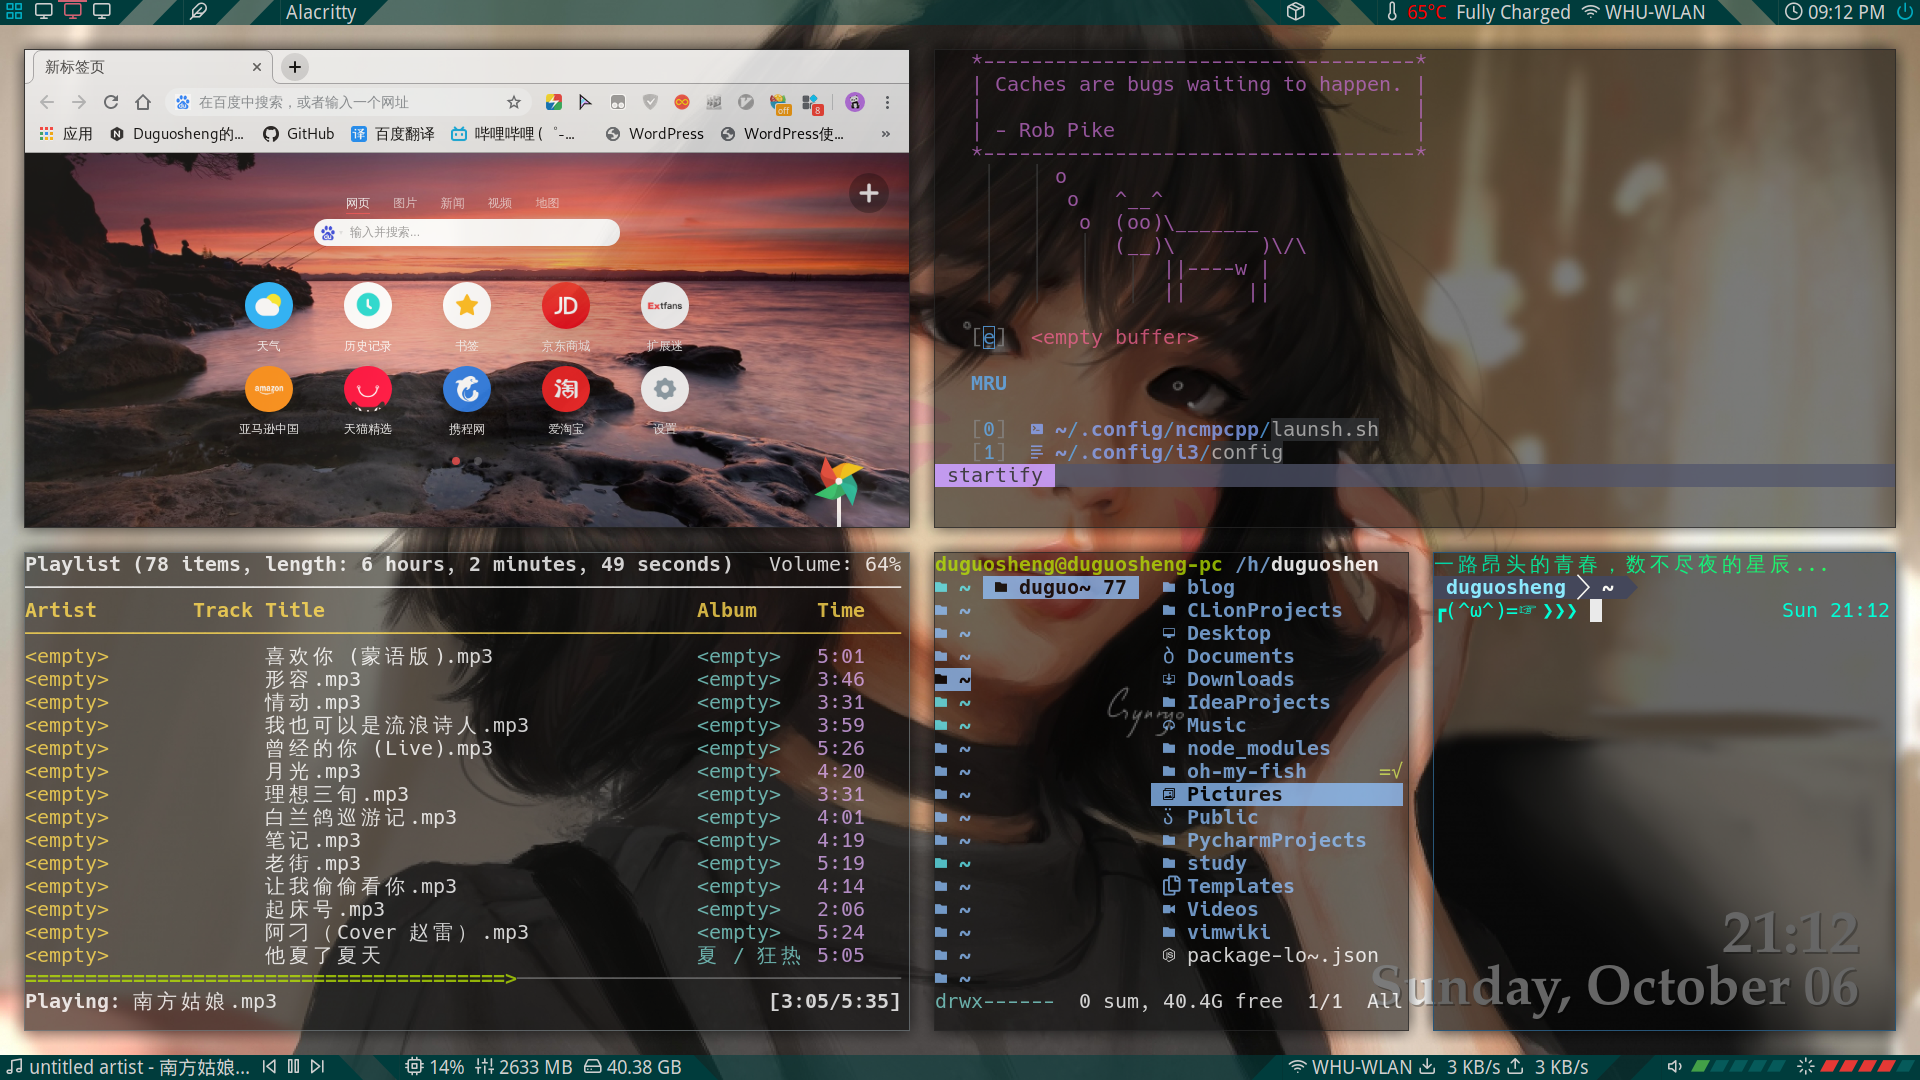 Alacritty
65°C Fully Charged WHU-WLAN
09:12 PM
新标签页
在百度中搜索，或者输入一个网址
off 8
应用 Duguosheng的... GitHub 百度翻译 哔哩哔哩 ( ゜-... WordPress WordPress使... »
网页 图片 新闻 视频 地图
输入并搜索...
JD Extfans
天气 历史记录 书签 京东商城 扩展迷
amazon 淘
亚马逊中国 天猫精选 携程网 爱淘宝 设置
*------------------------------------*
| Caches are bugs waiting to happen. |
| |
| - Rob Pike |
*------------------------------------*
o
o ^__^
o (oo)\_______
(__)\ )\/\
||----w |
|| ||
[e] <empty buffer>
MRU
[0] ~/.config/ncmpcpp/launsh.sh
[1] ~/.config/i3/config
startify
Playlist (78 items, length: 6 hours, 2 minutes, 49 seconds) Volume: 64%
Artist Track Title Album Time
<empty> 喜欢你 (蒙语版).mp3 <empty> 5:01
<empty> 形容.mp3 <empty> 3:46
<empty> 情动.mp3 <empty> 3:31
<empty> 我也可以是流浪诗人.mp3 <empty> 3:59
<empty> 曾经的你 (Live).mp3 <empty> 5:26
<empty> 月光.mp3 <empty> 4:20
<empty> 理想三旬.mp3 <empty> 3:31
<empty> 白兰鸽巡游记.mp3 <empty> 4:01
<empty> 笔记.mp3 <empty> 4:19
<empty> 老街.mp3 <empty> 5:19
<empty> 让我偷偷看你.mp3 <empty> 4:14
<empty> 起床号.mp3 <empty> 2:06
<empty> 阿刁（Cover 赵雷）.mp3 <empty> 5:24
<empty> 他夏了夏天 夏 / 狂热 5:05
========================================>
Playing: 南方姑娘.mp3 [3:05/5:35]
duguosheng@duguosheng-pc /h/duguoshen
~ duguo~ 77 blog
~ CLionProjects
~ Desktop
~ Documents
~ Downloads
~ IdeaProjects
~ Music
~ node_modules
~ oh-my-fish =√
~ Pictures
~ Public
~ PycharmProjects
~ study
~ Templates
~ Videos
~ vimwiki
~ package-lo~.json
~
drwx------ 0 sum, 40.4G free 1/1 All
一路昂头的青春，数不尽夜的星辰...
duguosheng ~
┏(^ω^)=☞ ❯❯❯ Sun 21:12
21:12
Sunday, October 06
untitled artist - 南方姑娘...
14% 2633 MB 40.38 GB
WHU-WLAN 3 KB/s 3 KB/s